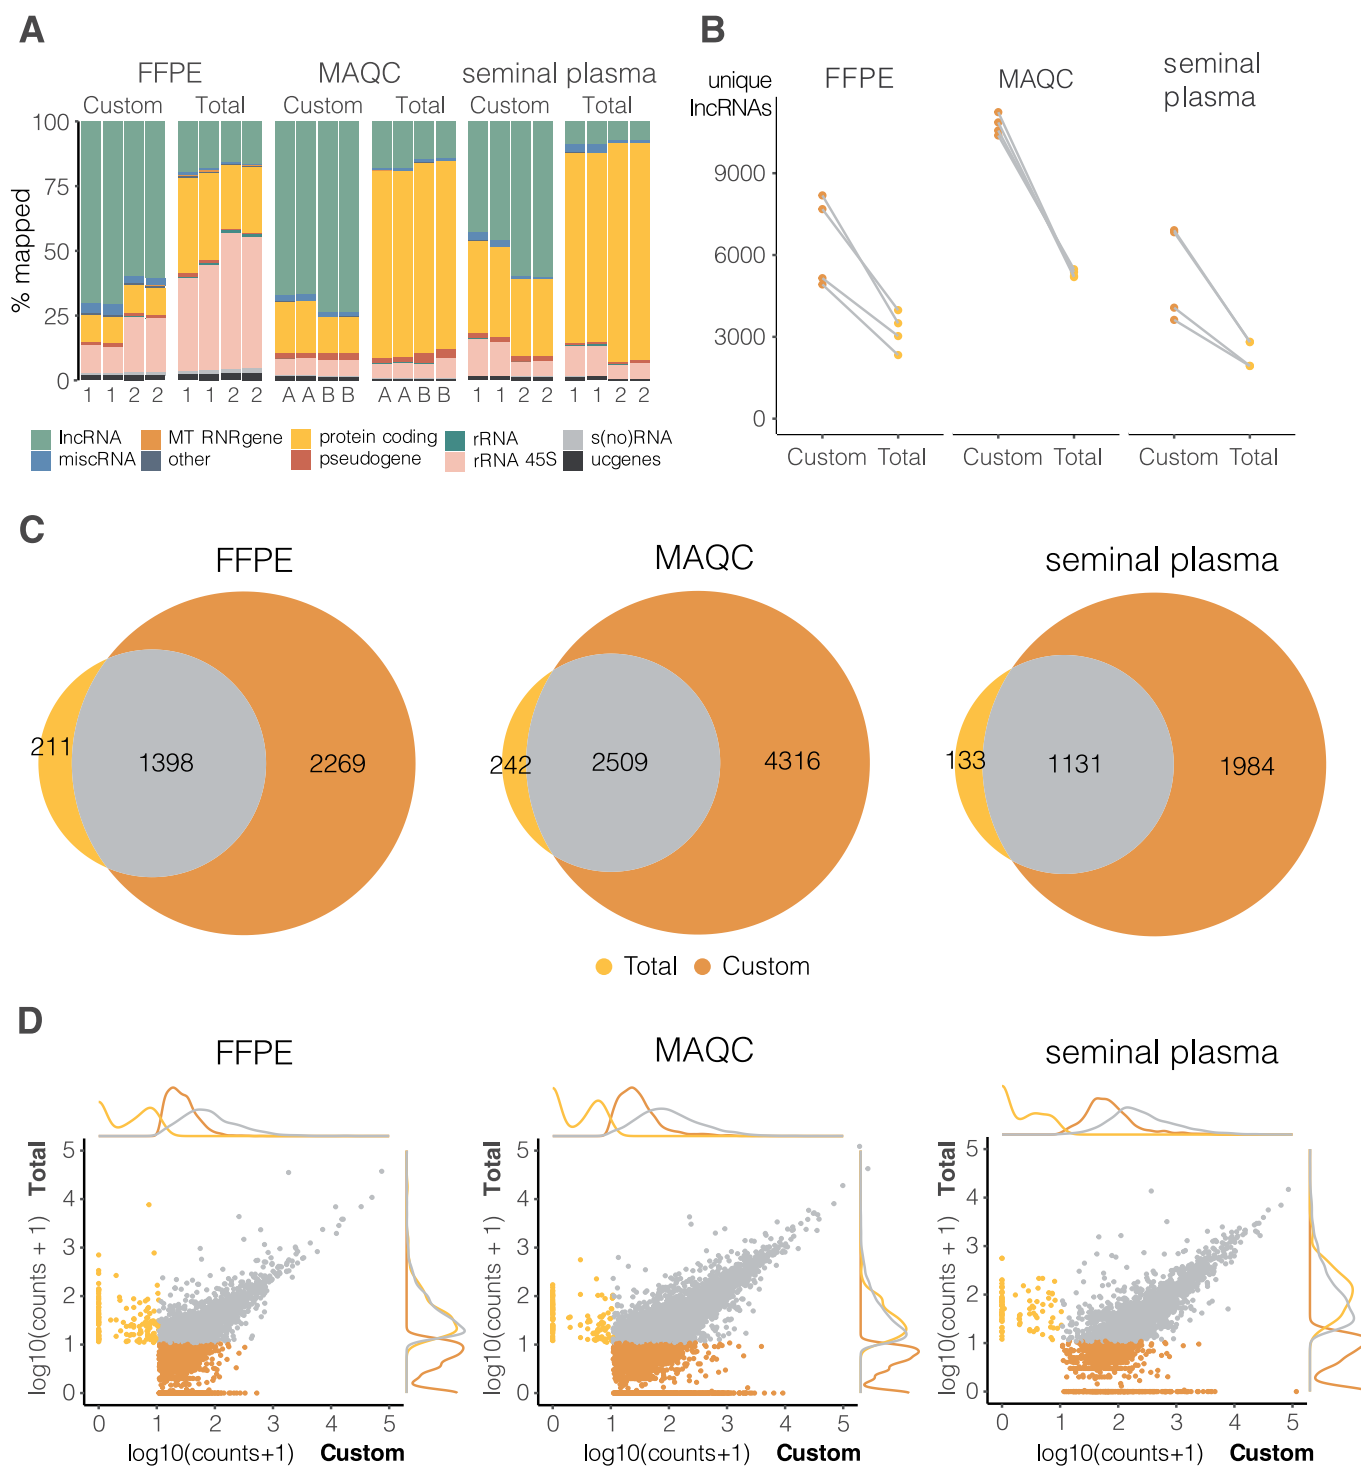 A
FFPE MAQC seminal plasma
Custom Total Custom Total Custom Total
% mapped
100
75
50
25
0
1 1 2 2 1 1 2 2 A A B B A A B B 1 1 2 2 1 1 2 2
lncRNA MT RNRgene protein coding rRNA s(no)RNA
miscRNA other pseudogene rRNA 45S ucgenes
B
unique
lncRNAs
FFPE MAQC seminal
plasma
9000
6000
3000
0
Custom Total Custom Total Custom Total
C
FFPE MAQC seminal plasma
211 1398 2269 242 2509 4316 133 1131 1984
Total Custom
D
FFPE MAQC seminal plasma
log10(counts + 1) Total
5
4
3
2
1
0
0 1 2 3 4 5
log10(counts+1) Custom
log10(counts + 1) Total
5
4
3
2
1
0
0 1 2 3 4 5
log10(counts+1) Custom
log10(counts + 1) Total
5
4
3
2
1
0
0 1 2 3 4 5
log10(counts+1) Custom